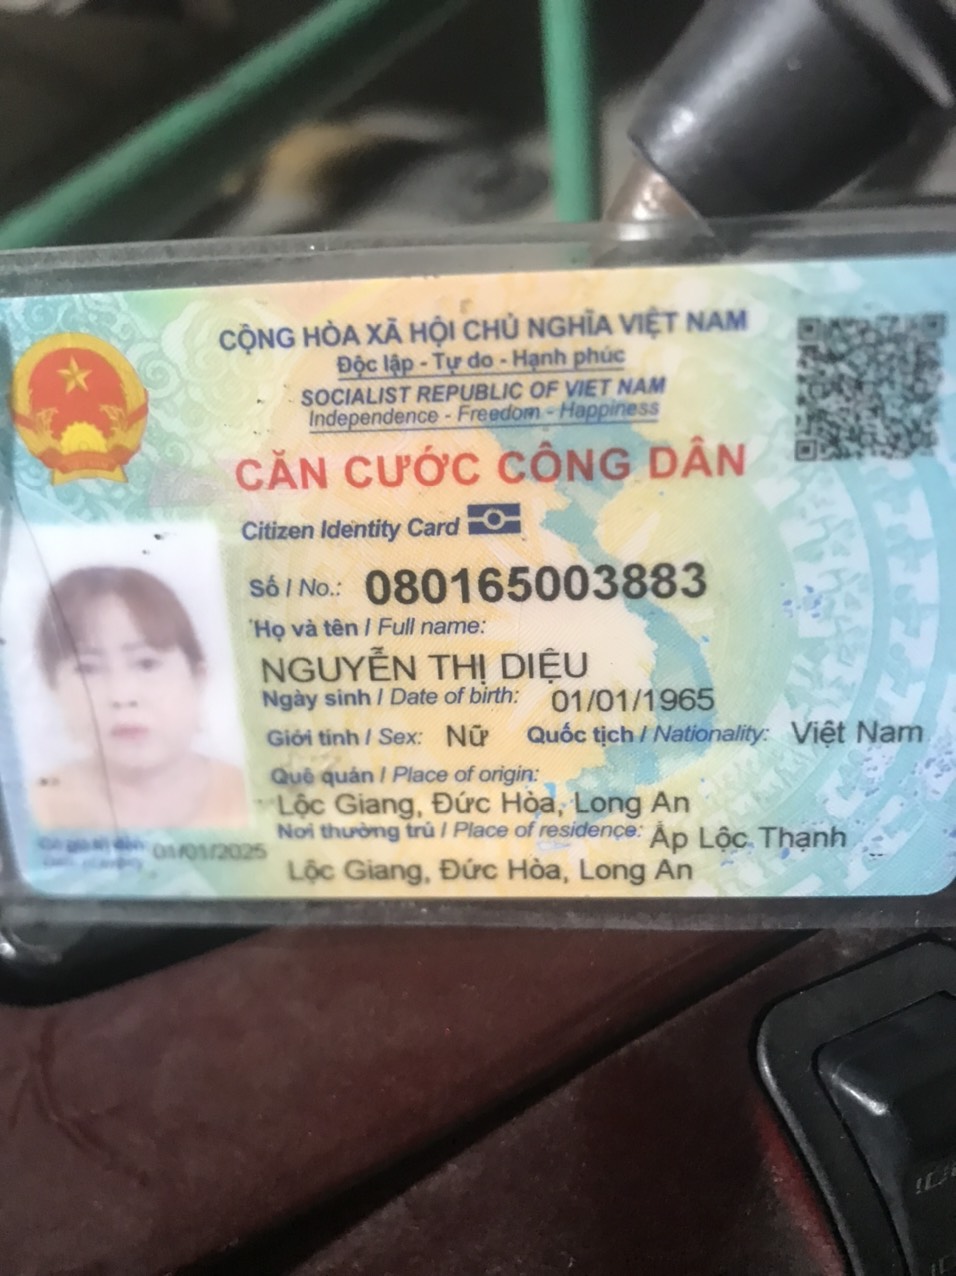 CỘNG HÒA XÃ HỘI CHỦ NGHĨA VIỆT NAM
Độc lập - Tự do - Hạnh phúc
SOCIALIST REPUBLIC OF VIET NAM
Independence - Freedom - Happiness
CĂN CƯỚC CÔNG DÂN
Citizen Identity Card
Số / No.: 080165003883
Họ và tên / Full name:
NGUYỄN THỊ DIỆU
Ngày sinh / Date of birth: 01/01/1965
Giới tính / Sex: Nữ Quốc tịch / Nationality: Việt Nam
Quê quán / Place of origin:
Lộc Giang, Đức Hòa, Long An
Nơi thường trú / Place of residence: Ấp Lộc Thạnh
01/01/2025
Lộc Giang, Đức Hòa, Long An